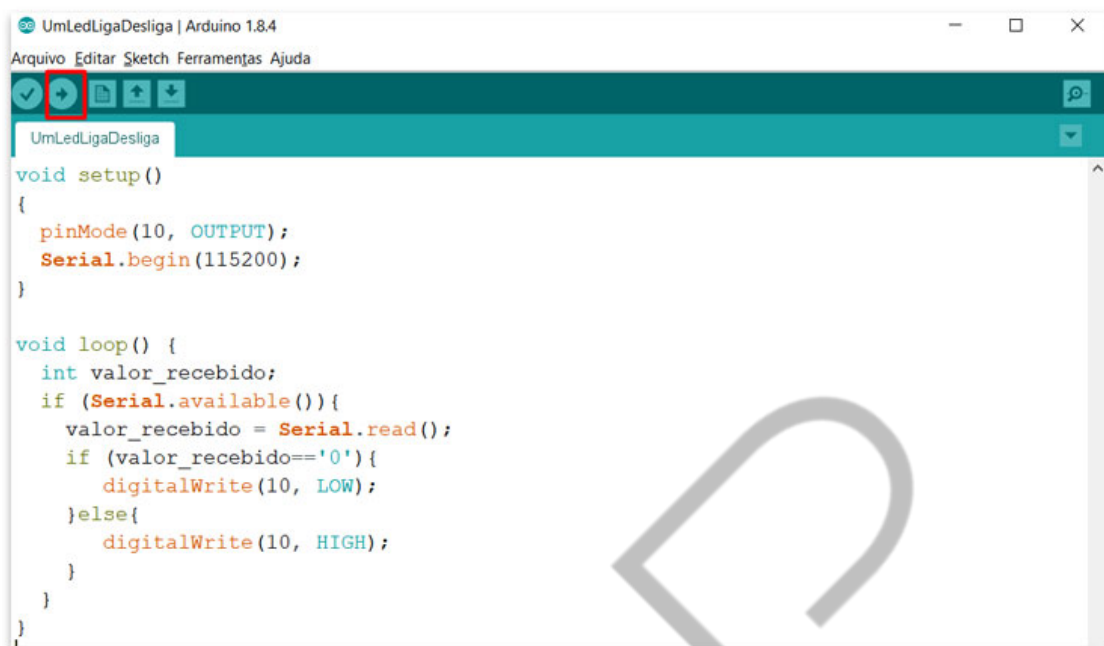 UmLedLigaDesliga | Arduino 1.8.4
Arquivo Editar Sketch Ferramentas Ajuda
UmLedLigaDesliga
void setup()
{
  pinMode(10, OUTPUT);
  Serial.begin(115200);
}

void loop() {
  int valor_recebido;
  if (Serial.available()){
    valor_recebido = Serial.read();
    if (valor_recebido=='0'){
       digitalWrite(10, LOW);
    }else{
       digitalWrite(10, HIGH);
    }
  }
}